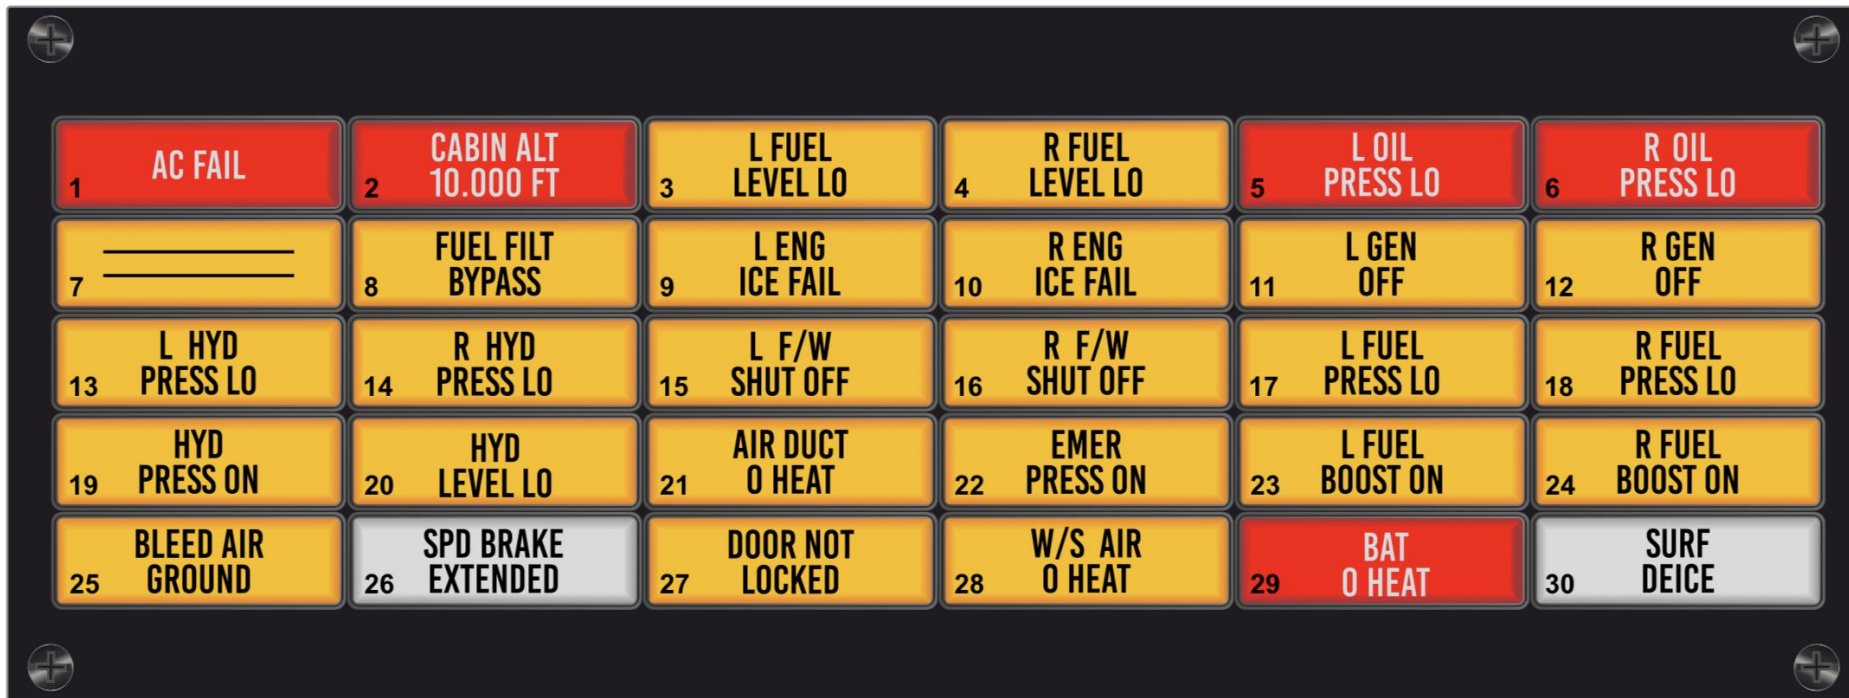 AC FAIL
1
CABIN ALT
10.000 FT
2
L FUEL
LEVEL LO
3
R FUEL
LEVEL LO
4
L OIL
PRESS LO
5
R OIL
PRESS LO
6
7
FUEL FILT
BYPASS
8
L ENG
ICE FAIL
9
R ENG
ICE FAIL
10
L GEN
OFF
11
R GEN
OFF
12
L HYD
PRESS LO
13
R HYD
PRESS LO
14
L F/W
SHUT OFF
15
R F/W
SHUT OFF
16
L FUEL
PRESS LO
17
R FUEL
PRESS LO
18
HYD
PRESS ON
19
HYD
LEVEL LO
20
AIR DUCT
O HEAT
21
EMER
PRESS ON
22
L FUEL
BOOST ON
23
R FUEL
BOOST ON
24
BLEED AIR
GROUND
25
SPD BRAKE
EXTENDED
26
DOOR NOT
LOCKED
27
W/S AIR
O HEAT
28
BAT
O HEAT
29
SURF
DEICE
30